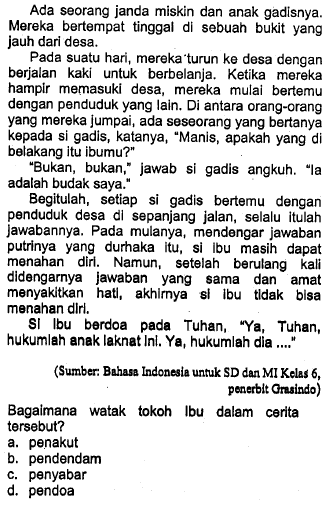 Ada seorang janda miskin dan anak gadisnya.
Mereka bertempat tinggal di sebuah bukit yang
jauh dari desa.
Pada suatu hari, mereka turun ke desa dengan
berjalan kaki untuk berbelanja. Ketika mereka
hampir memasuki desa, mereka mulai bertemu
dengan penduduk yang lain. Di antara orang-orang
yang mereka jumpai, ada seseorang yang bertanya
kepada si gadis, katanya, "Manis, apakah yang di
belakang itu ibumu?"
"Bukan, bukan," jawab si gadis angkuh. "Ia
adalah budak saya."
Begitulah, setiap si gadis bertemu dengan
penduduk desa di sepanjang jalan, selalu itulah
jawabannya. Pada mulanya, mendengar jawaban
putrinya yang durhaka itu, si ibu masih dapat
menahan diri. Namun, setelah berulang kali
didengarnya jawaban yang sama dan amat
menyakitkan hati, akhirnya si ibu tidak bisa
menahan diri.
Si ibu berdoa pada Tuhan, "Ya, Tuhan,
hukumlah anak laknat ini. Ya, hukumlah dia ...."
(Sumber: Bahasa Indonesia untuk SD dan MI Kelas 6,
penerbit Grasindo)
Bagaimana watak tokoh Ibu dalam cerita
tersebut?
a. penakut
b. pendendam
c. penyabar
d. pendoa